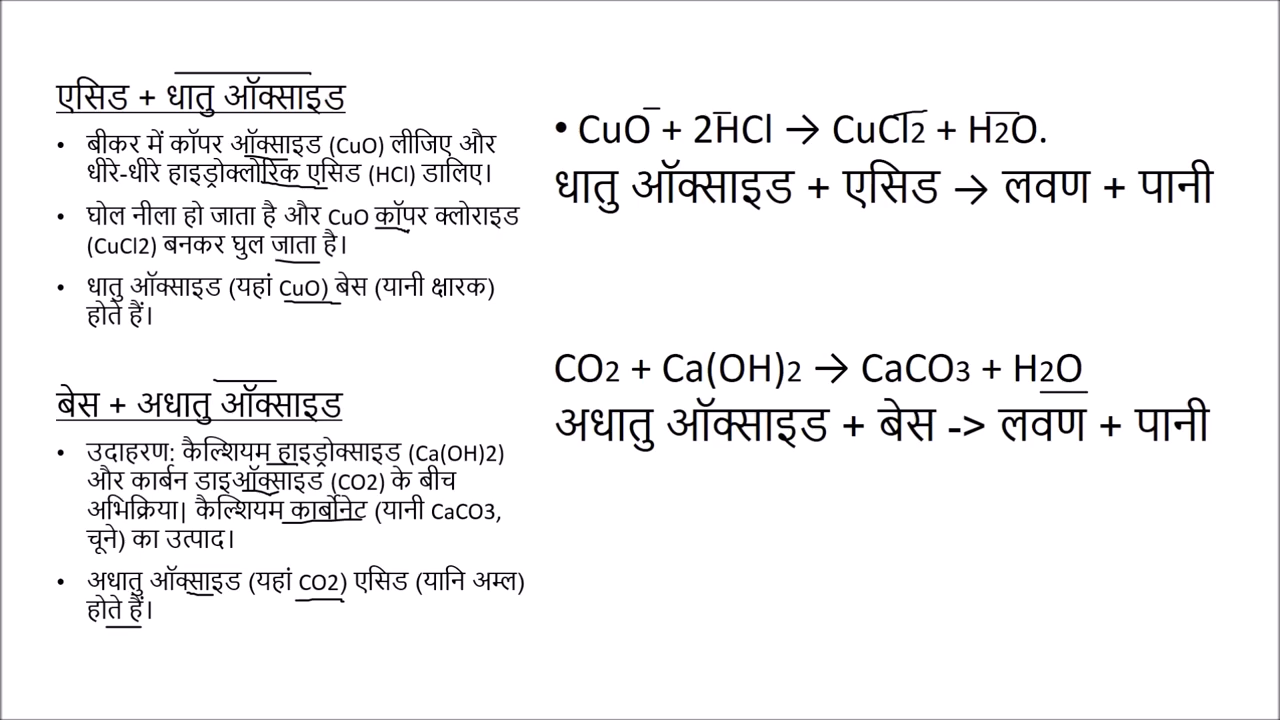 एसिड + धातु ऑक्साइड
• बीकर में कॉपर ऑक्साइड (CuO) लीजिए और
धीरे-धीरे हाइड्रोक्लोरिक एसिड (HCl) डालिए।
• घोल नीला हो जाता है और CuO कॉपर क्लोराइड
(CuCl2) बनकर घुल जाता है।
• धातु ऑक्साइड (यहां CuO) बेस (यानी क्षारक)
होते हैं।
बेस + अधातु ऑक्साइड
• उदाहरण: कैल्शियम हाइड्रोक्साइड (Ca(OH)2)
और कार्बन डाइऑक्साइड (CO2) के बीच
अभिक्रिया| कैल्शियम कार्बोनेट (यानी CaCO3,
चूने) का उत्पाद।
• अधातु ऑक्साइड (यहां CO2) एसिड (यानि अम्ल)
होते हैं।
• CuO + 2HCl → CuCl2 + H2O.
धातु ऑक्साइड + एसिड → लवण + पानी
CO2 + Ca(OH)2 → CaCO3 + H2O
अधातु ऑक्साइड + बेस -> लवण + पानी